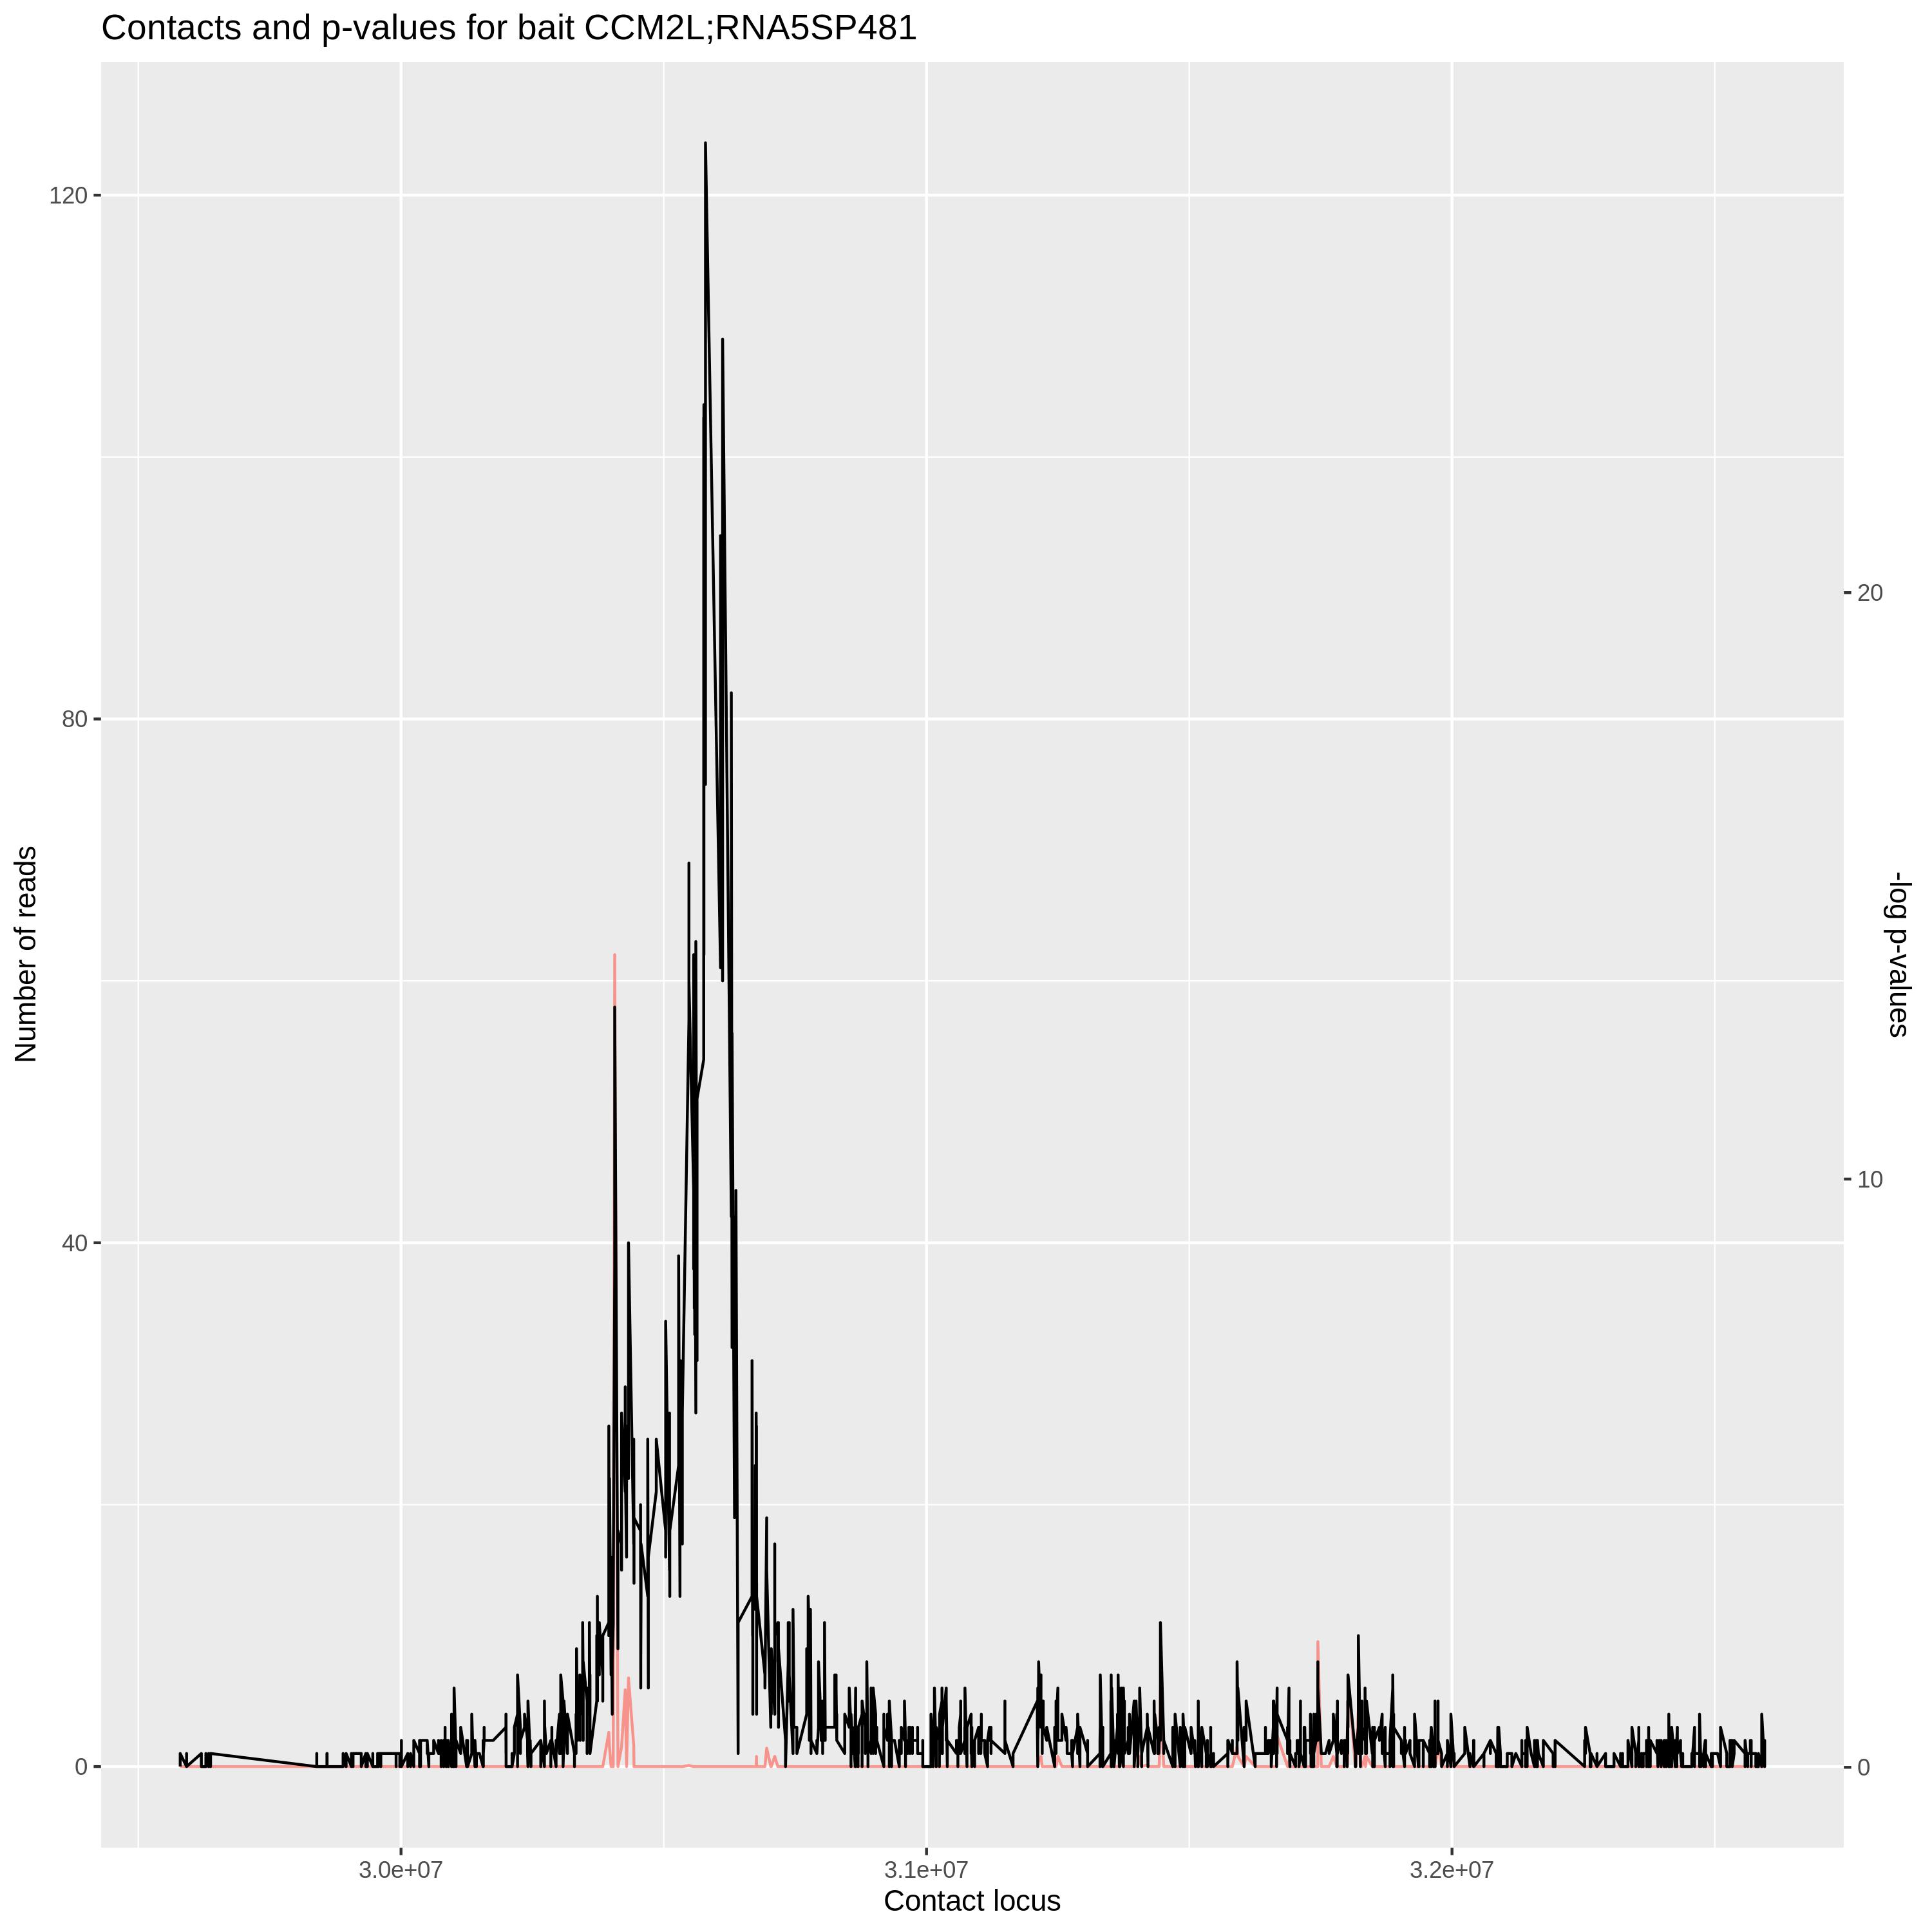 Contacts and p-values for bait CCM2L;RNA5SP481
120
80
40
0
Number of reads
20
10
0
-log p-values
3.0e+07
3.1e+07
3.2e+07
Contact locus